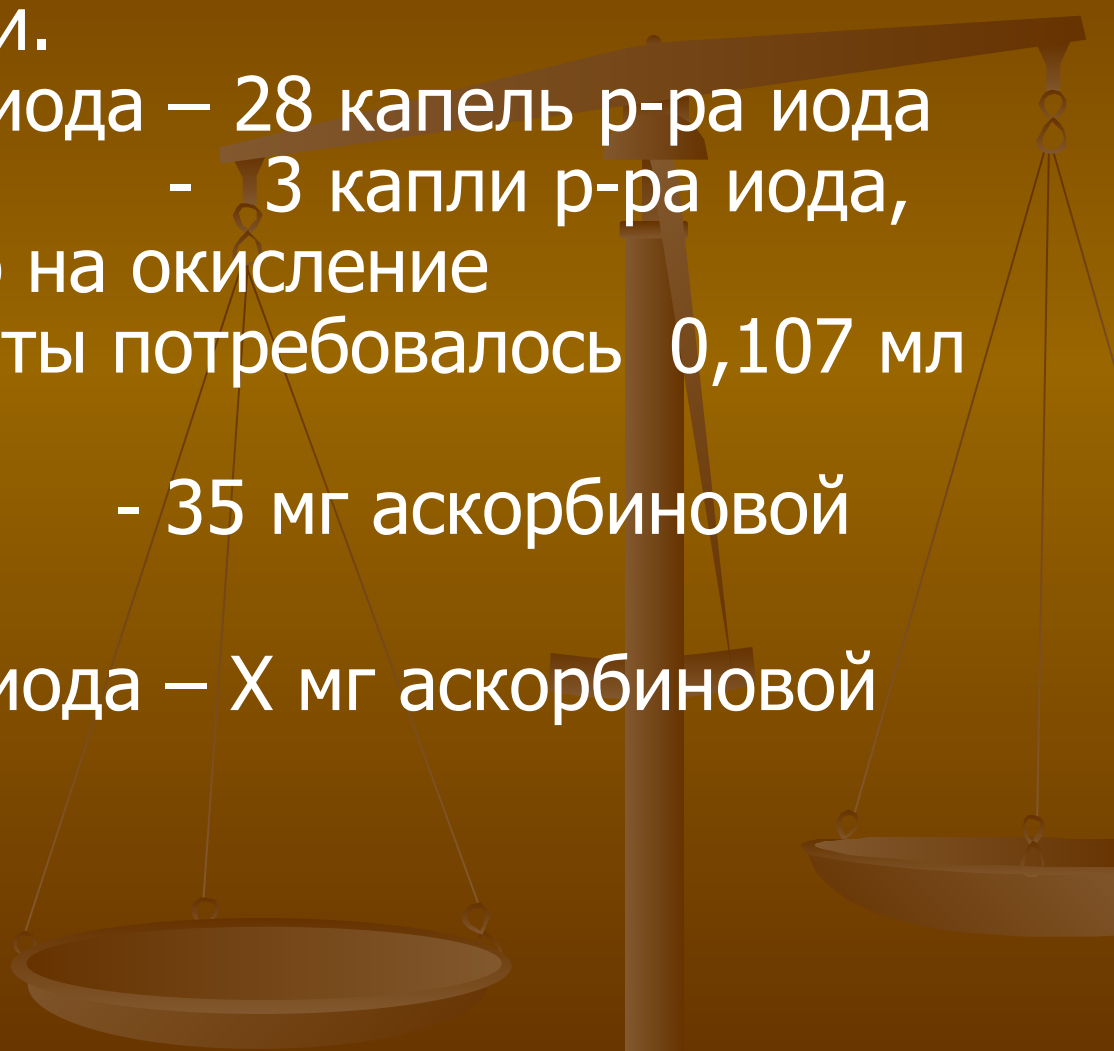 и.
иода – 28 капель р-ра иода
- 3 капли р-ра иода,
на окисление
ты потребовалось 0,107 мл
- 35 мг аскорбиновой
иода – Х мг аскорбиновой